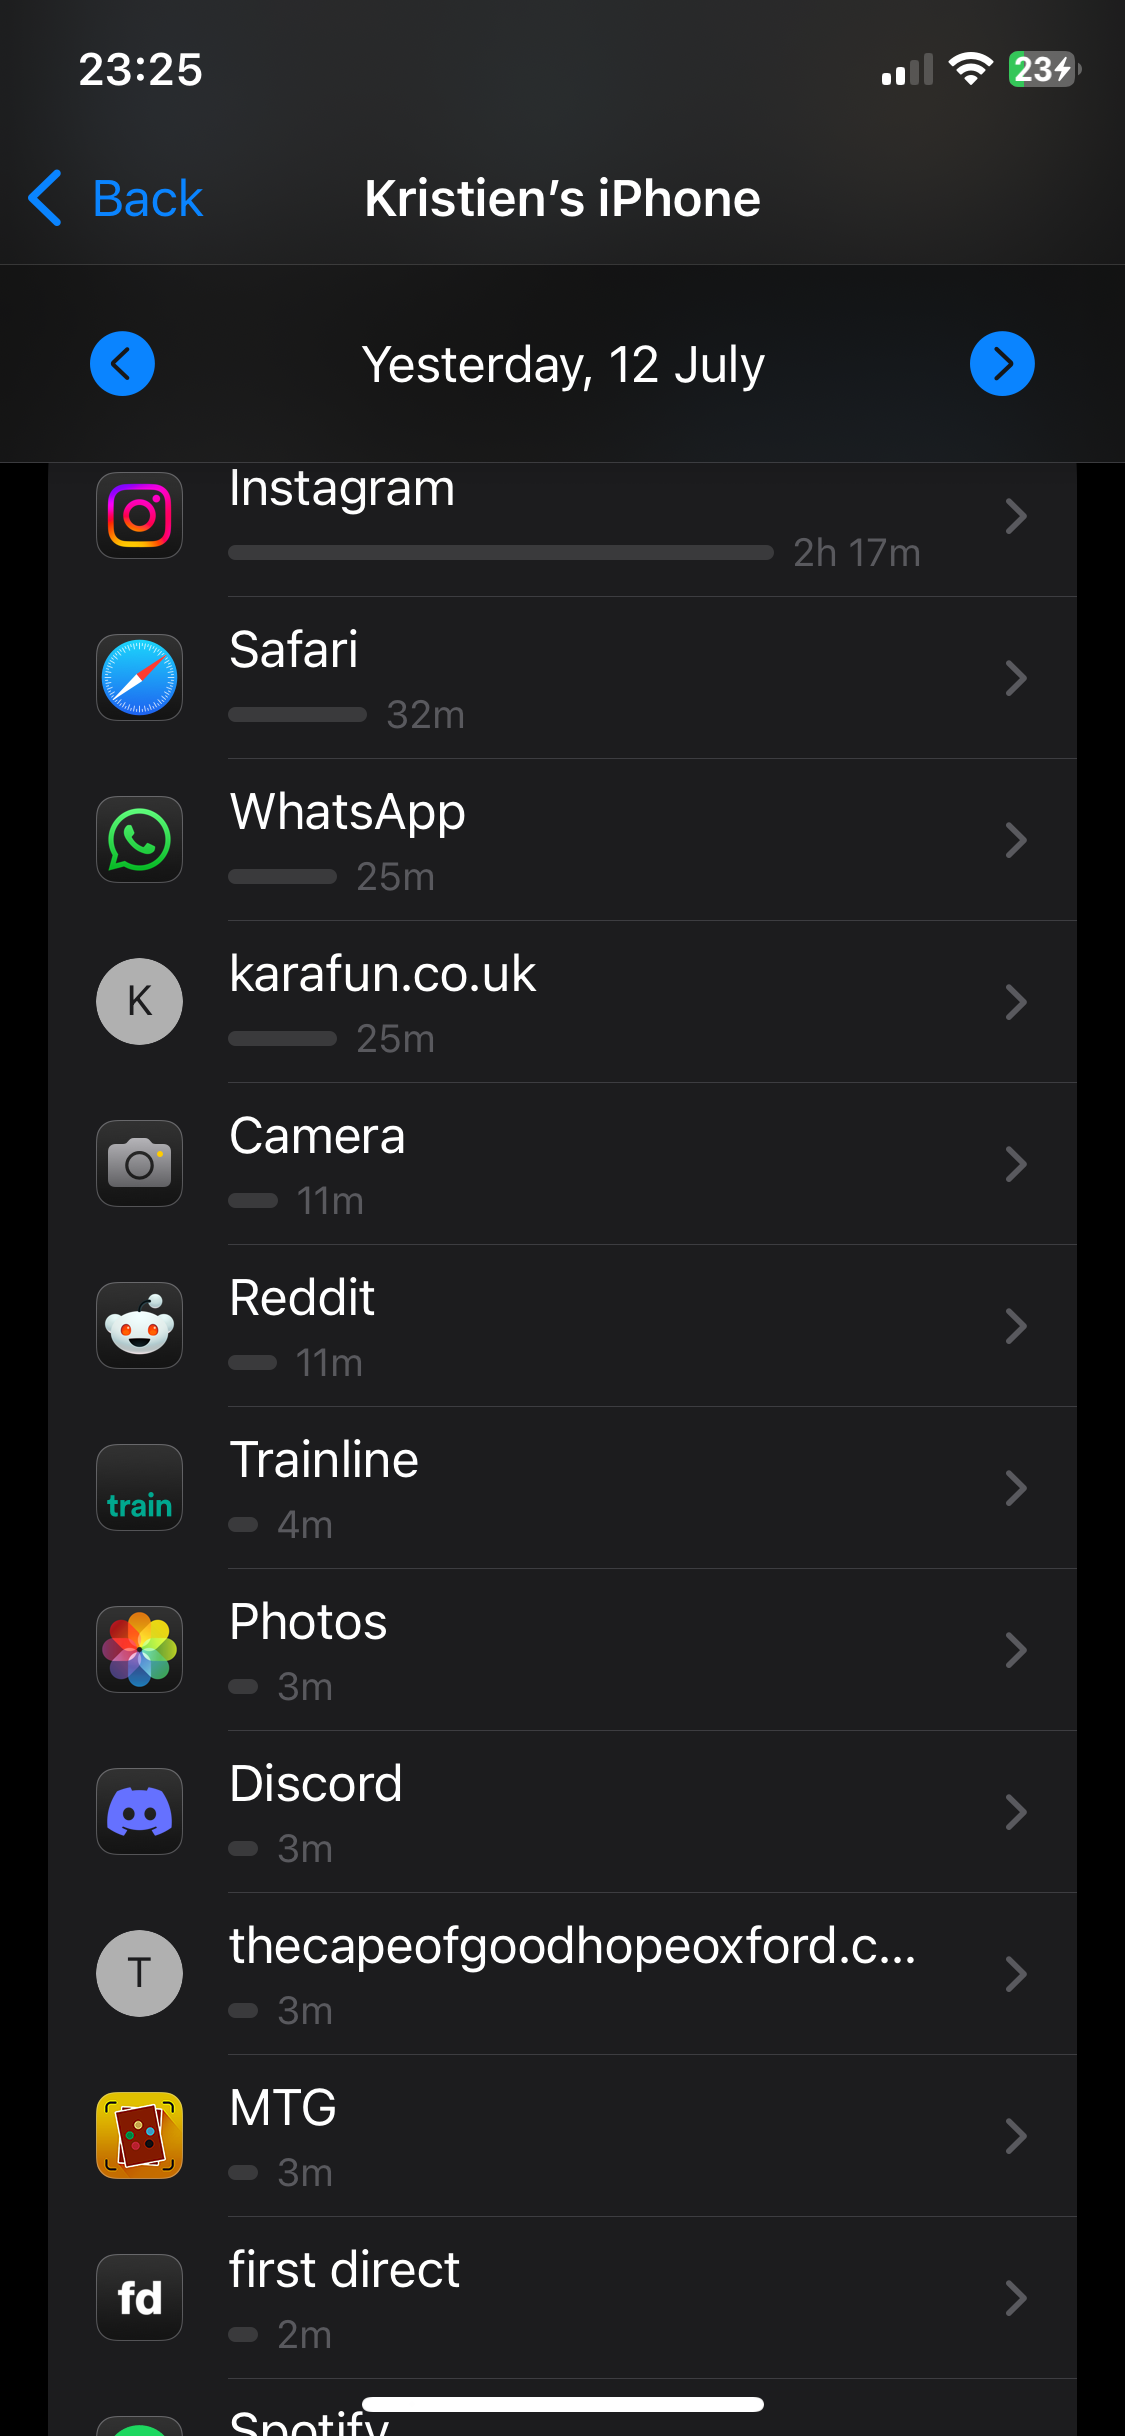 23:25
23
Back
Kristien's iPhone
Yesterday, 12 July
Instagram
2h 17m
Safari
32m
WhatsApp
25m
K
karafun.co.uk
25m
Camera
11m
Reddit
11m
train
Trainline
4m
Photos
3m
Discord
3m
T
thecapeofgoodhopeoxford.c...
3m
MTG
3m
fd
first direct
2m
Spotify